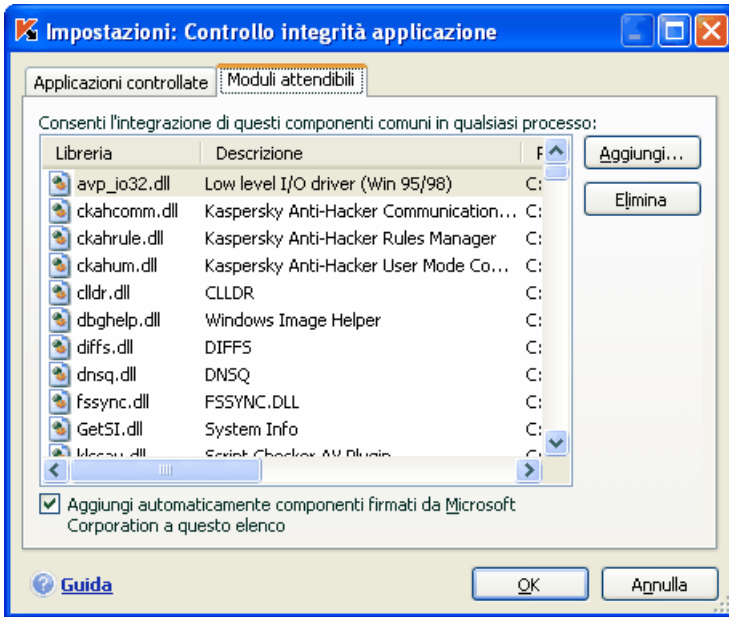 Impostazioni: Controllo integrità applicazione
Applicazioni controllate Moduli attendibili
Consenti l'integrazione di questi componenti comuni in qualsiasi processo:
Libreria Descrizione
Aggiungi...
avp_io32.dll Low level I/O driver (Win 95/98) C:
Elimina
ckahcomm.dll Kaspersky Anti-Hacker Communication... C:
ckahrule.dll Kaspersky Anti-Hacker Rules Manager C:
ckahum.dll Kaspersky Anti-Hacker User Mode Co... C:
clldr.dll CLLDR C:
dbghelp.dll Windows Image Helper C:
diffs.dll DIFFS C:
dnsq.dll DNSQ C:
fssync.dll FSSYNC.DLL C:
GetSI.dll System Info C:
Script Checker AV Plugin
Aggiungi automaticamente componenti firmati da Microsoft
Corporation a questo elenco
Guida OK Annulla